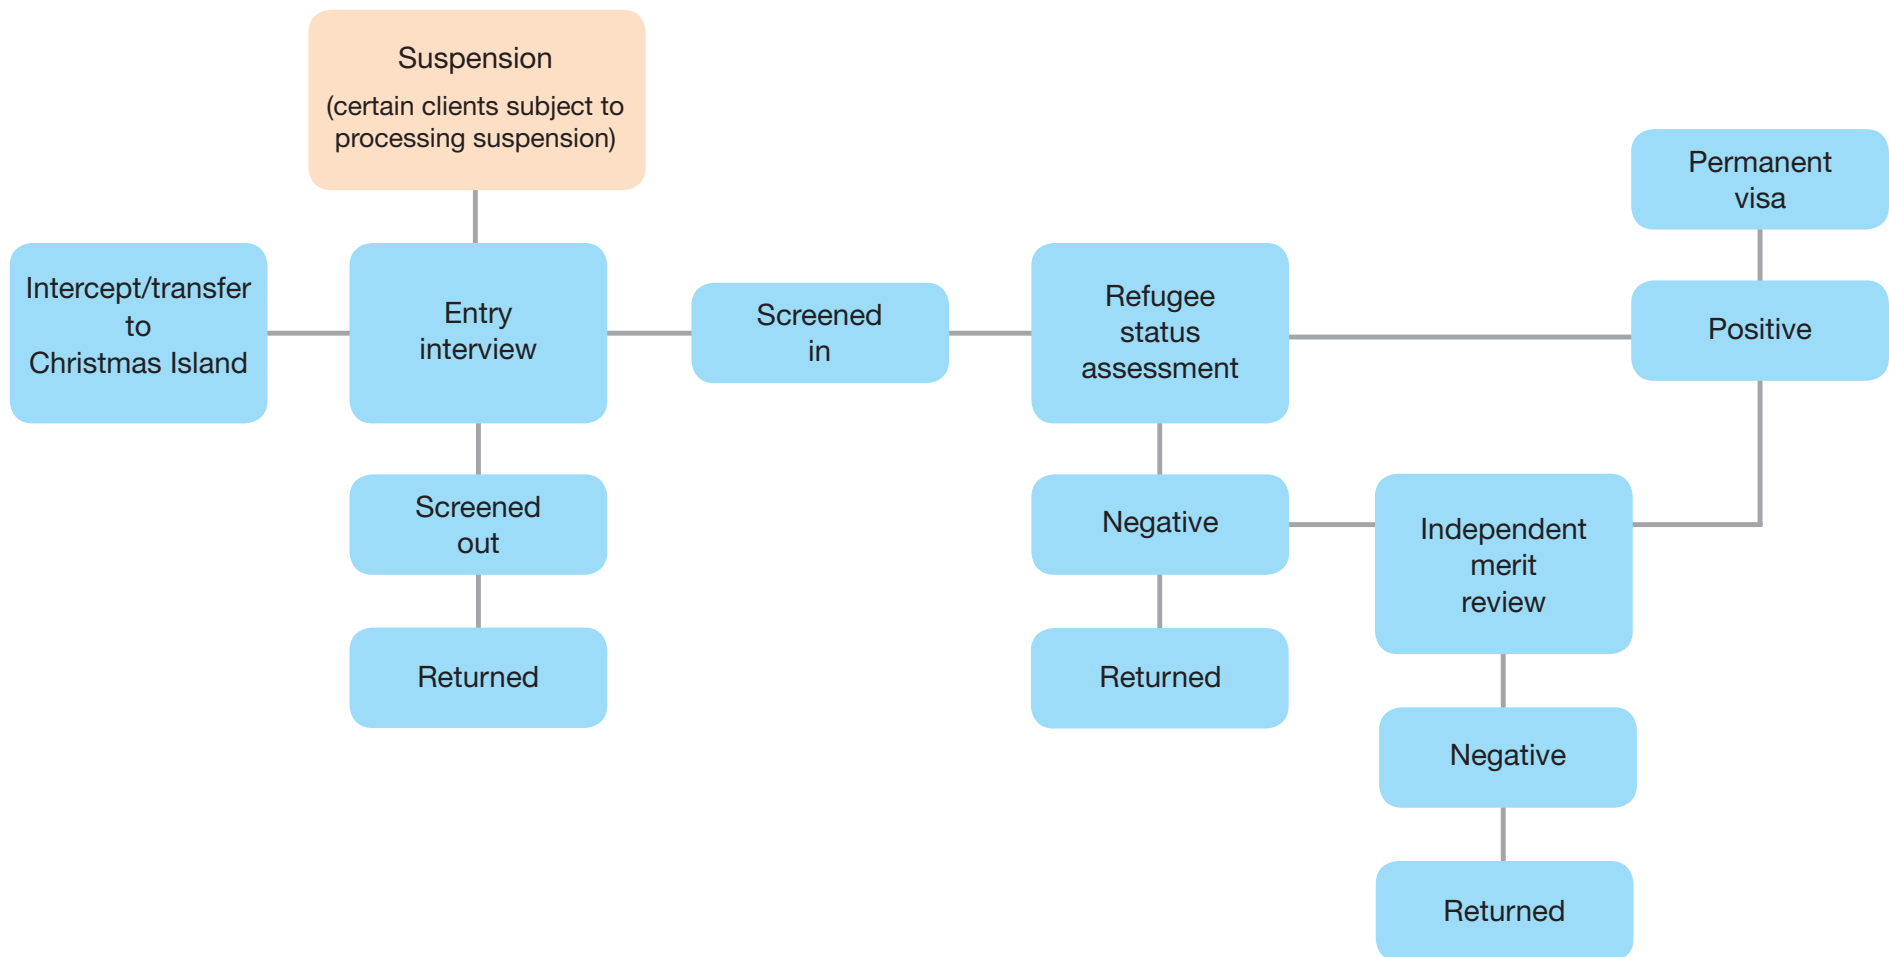 Suspension
(certain clients subject to
processing suspension)
Permanent
visa
Intercept/transfer
to
Christmas Island
Entry
interview
Screened
in
Refugee
status
assessment
Positive
Screened
out
Negative
Independent
merit
review
Returned
Returned
Negative
Returned